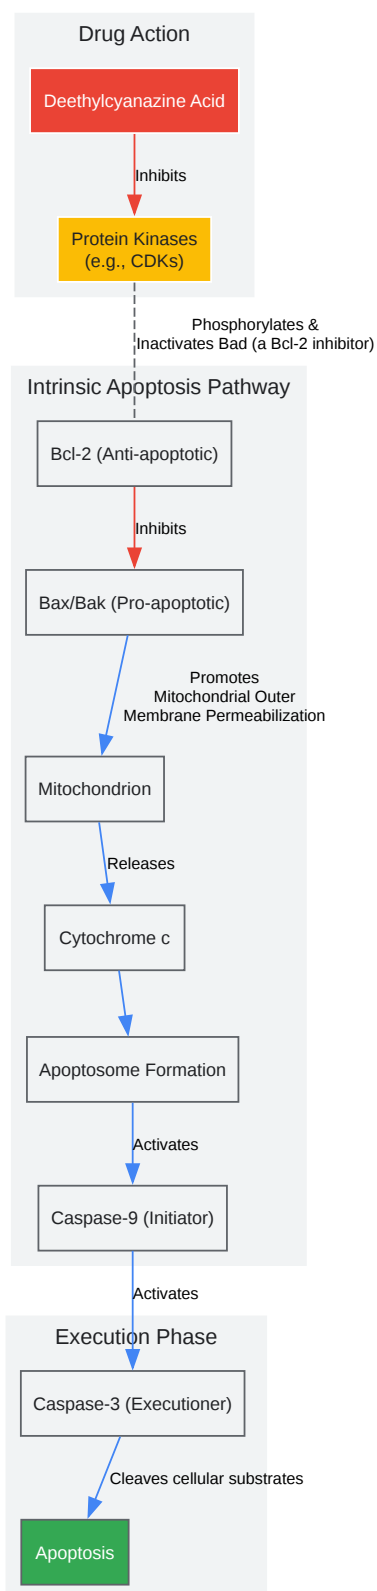 Drug Action
Deethylcyanazine Acid
Inhibits
Protein Kinases
(e.g., CDKs)
Phosphorylates &
Inactivates Bad (a Bcl-2 inhibitor)
Intrinsic Apoptosis Pathway
Bcl-2 (Anti-apoptotic)
Inhibits
Bax/Bak (Pro-apoptotic)
Promotes
Mitochondrial Outer
Membrane Permeabilization
Mitochondrion
Releases
Cytochrome c
Apoptosome Formation
Activates
Caspase-9 (Initiator)
Activates
Execution Phase
Caspase-3 (Executioner)
Cleaves cellular substrates
Apoptosis